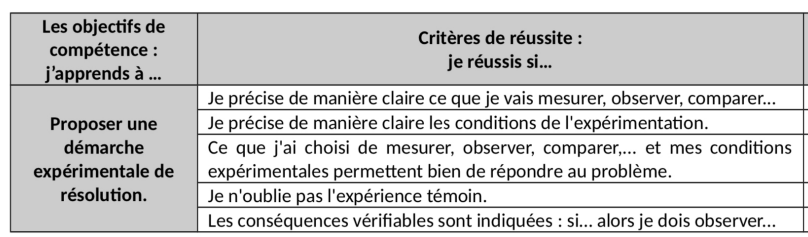 Les objectifs de
compétence :
j'apprends à ...
Critères de réussite :
je réussis si...
Proposer une
démarche
expérimentale de
résolution.
Je précise de manière claire ce que je vais mesurer, observer, comparer...
Je précise de manière claire les conditions de l'expérimentation.
Ce que j'ai choisi de mesurer, observer, comparer,... et mes conditions
expérimentales permettent bien de répondre au problème.
Je n'oublie pas l'expérience témoin.
Les conséquences vérifiables sont indiquées : si... alors je dois observer...